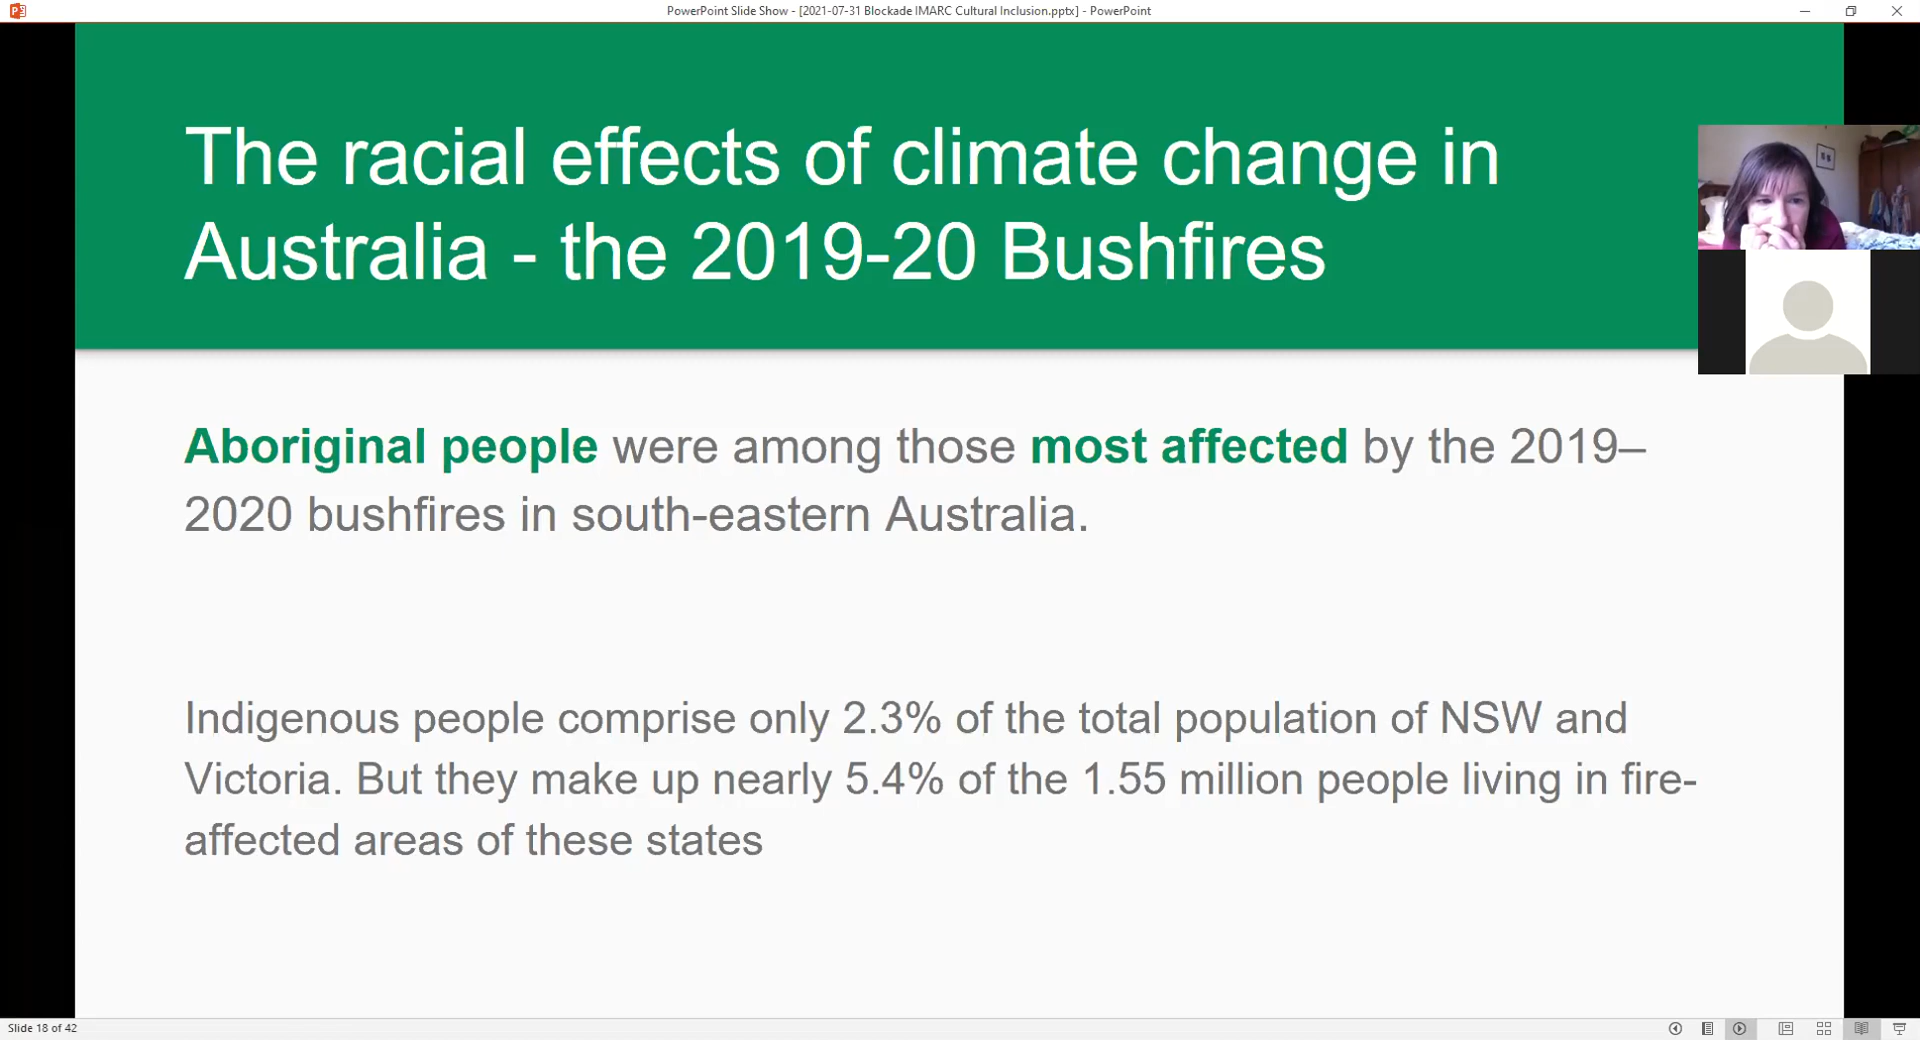 PowerPoint Slide Show - [2021-07-31 Blockade IMARC Cultural Inclusion.pptx] - PowerPoint
The racial effects of climate change in
Australia - the 2019-20 Bushfires
Aboriginal people were among those most affected by the 2019–
2020 bushfires in south-eastern Australia.
Indigenous people comprise only 2.3% of the total population of NSW and
Victoria. But they make up nearly 5.4% of the 1.55 million people living in fire-
affected areas of these states
Slide 18 of 42